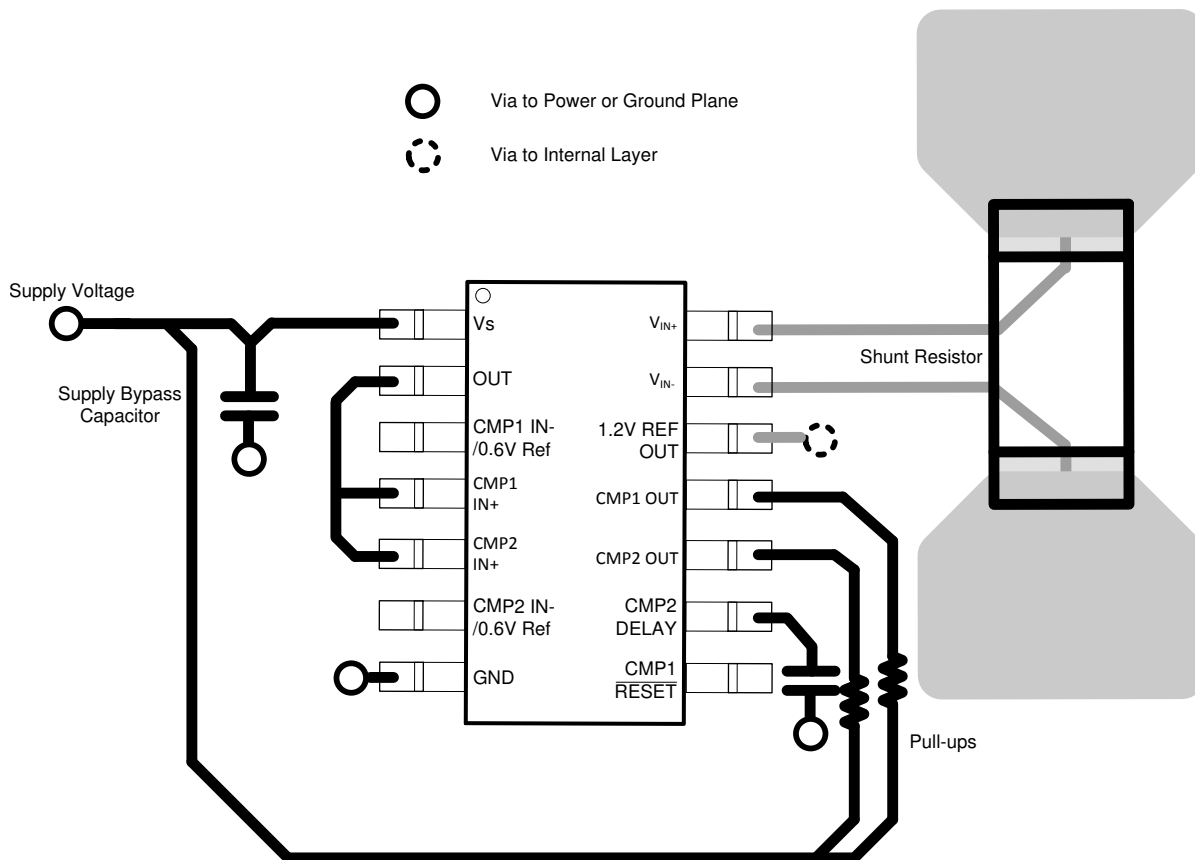 Via to Power or Ground Plane
Via to Internal Layer
Supply Voltage
Supply Bypass
Capacitor
Vs
OUT
CMP1 IN-
/0.6V Ref
CMP1
IN+
CMP2
IN+
CMP2 IN-
/0.6V Ref
GND
VIN+
VIN-
1.2V REF
OUT
CMP1 OUT
CMP2 OUT
CMP2
DELAY
CMP1
RESET
Shunt Resistor
Pull-ups